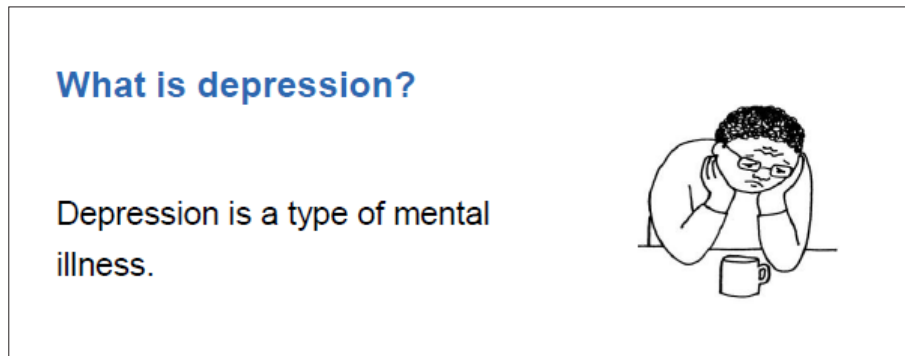 What is depression?
Depression is a type of mental
illness.